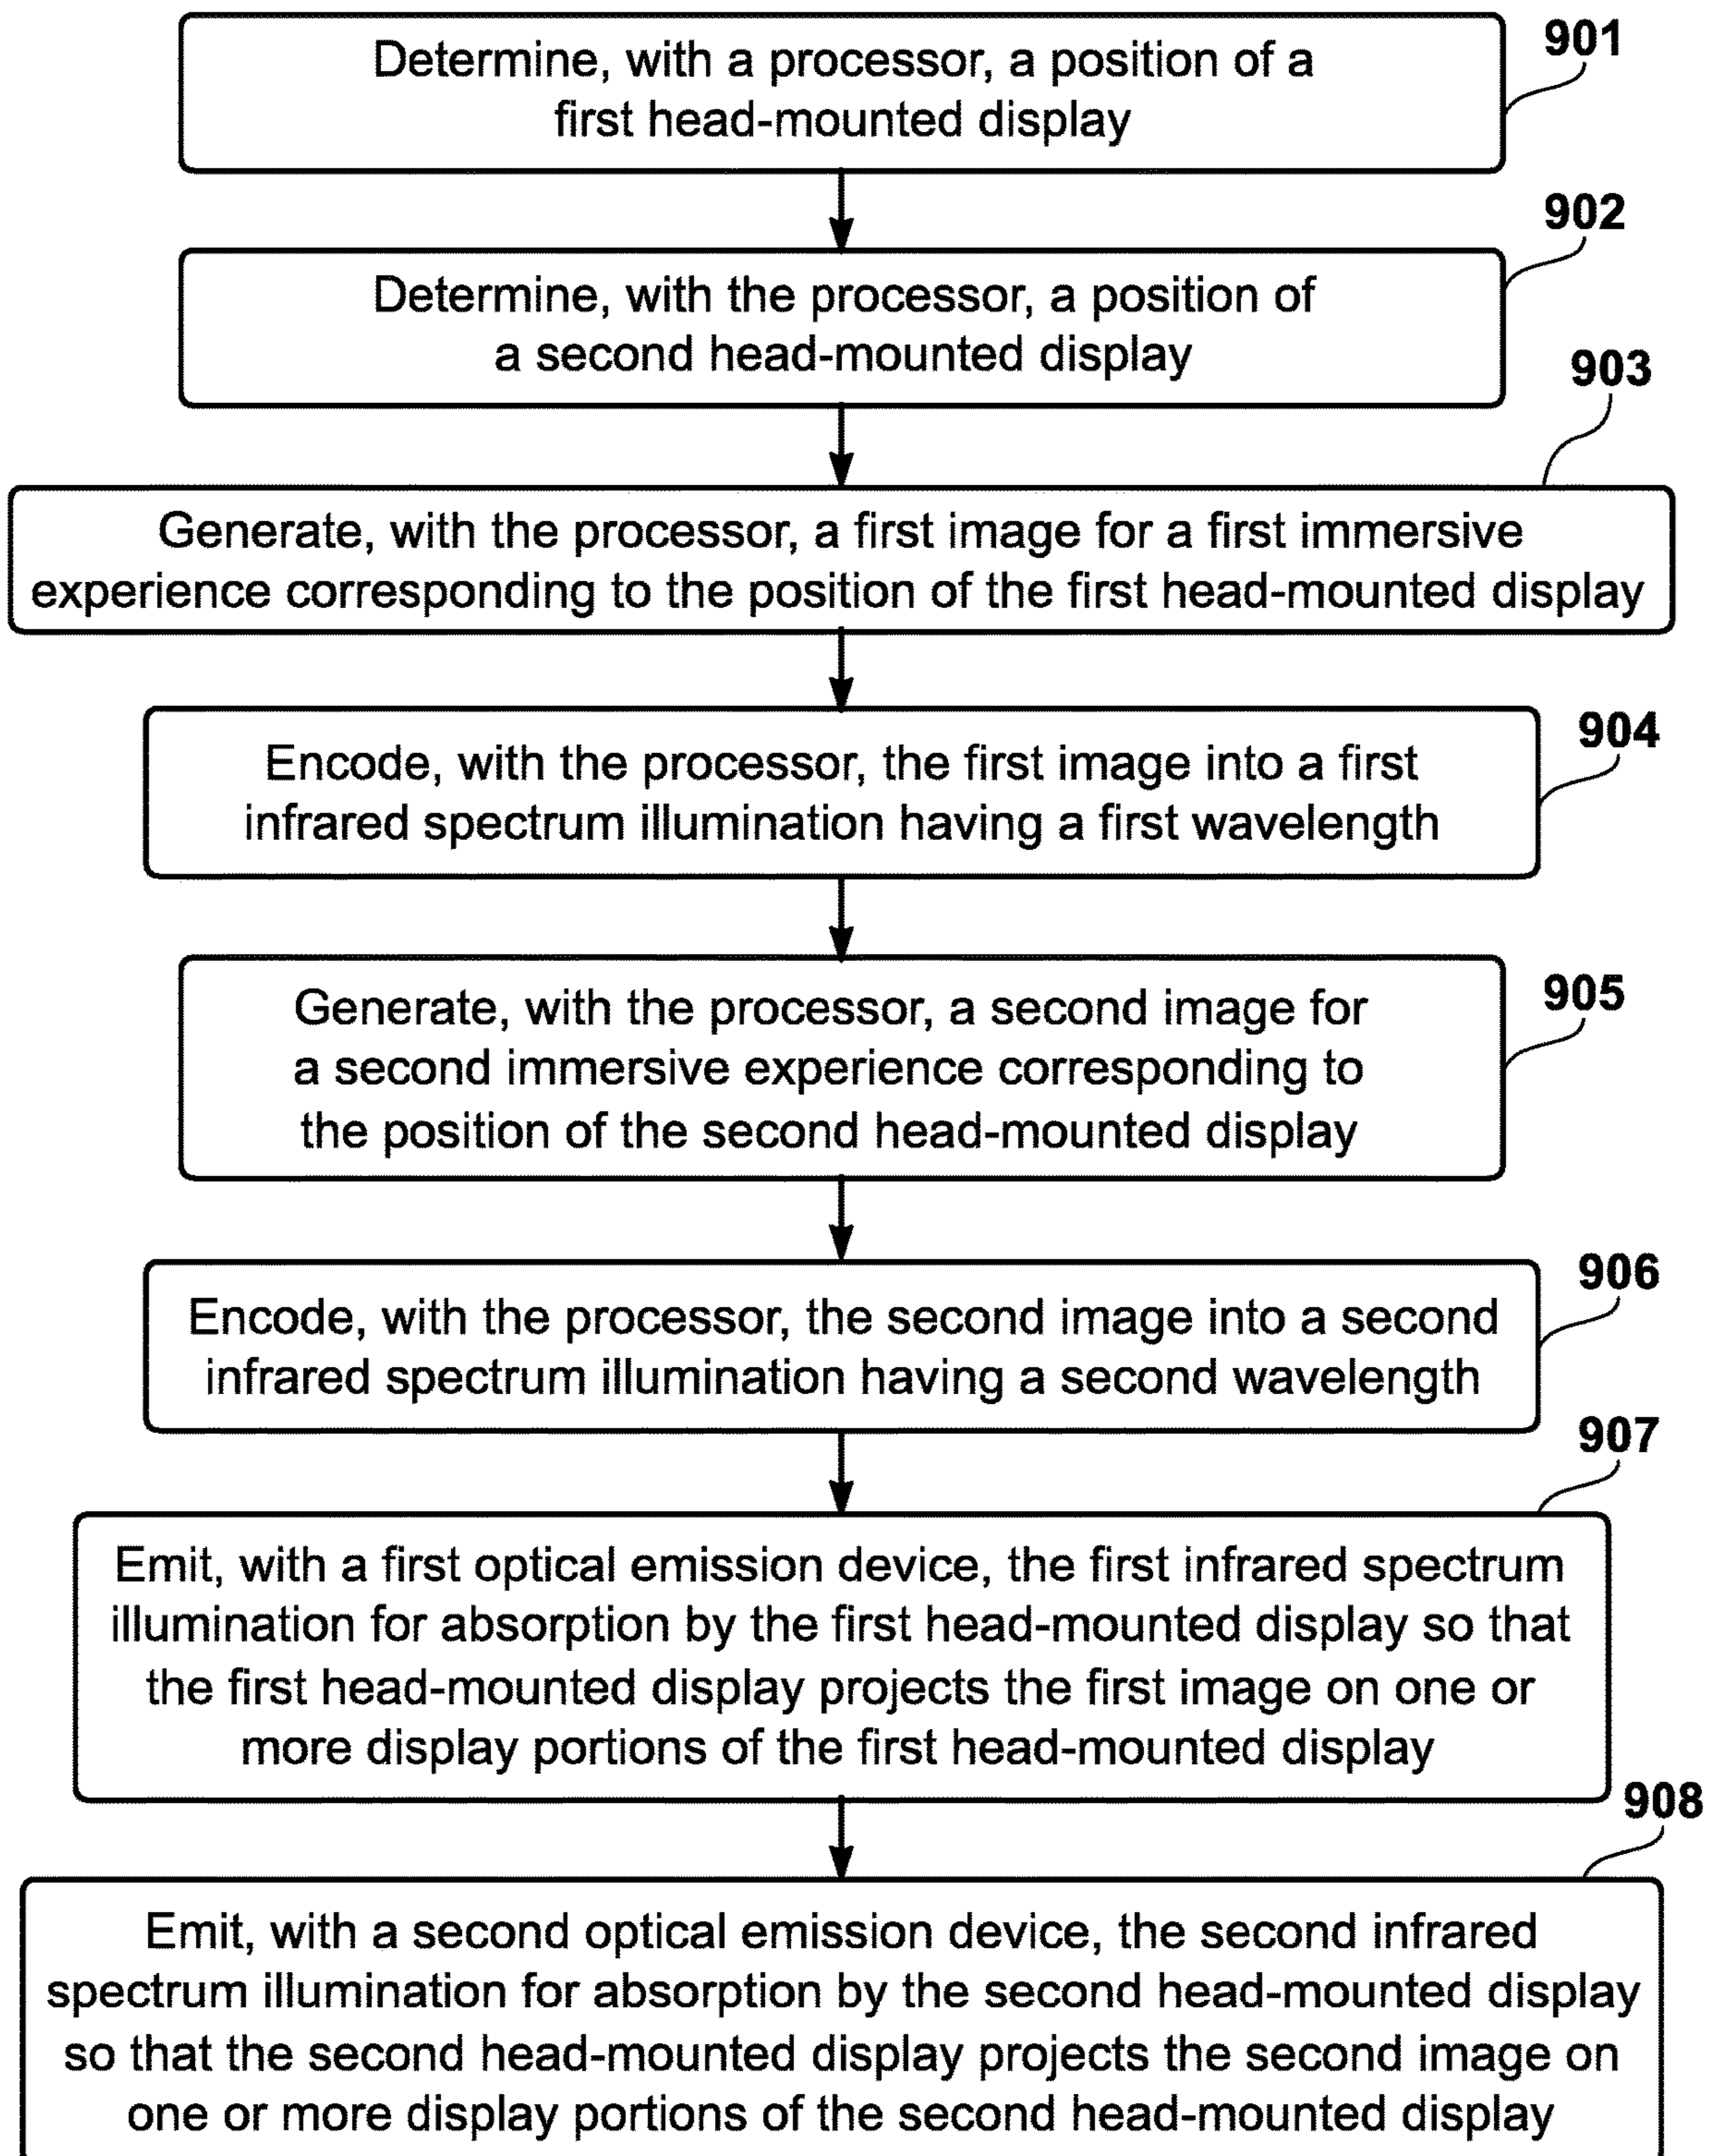 901
Determine, with a processor, a position of a
first head-mounted display
902
Determine, with the processor, a position of
a second head-mounted display
903
Generate, with the processor, a first image for a first immersive
experience corresponding to the position of the first head-mounted display
904
Encode, with the processor, the first image into a first
infrared spectrum illumination having a first wavelength
905
Generate, with the processor, a second image for
a second immersive experience corresponding to
the position of the second head-mounted display
906
Encode, with the processor, the second image into a second
infrared spectrum illumination having a second wavelength
907
Emit, with a first optical emission device, the first infrared spectrum
illumination for absorption by the first head-mounted display so that
the first head-mounted display projects the first image on one or
more display portions of the first head-mounted display
908
Emit, with a second optical emission device, the second infrared
spectrum illumination for absorption by the second head-mounted display
so that the second head-mounted display projects the second image on
one or more display portions of the second head-mounted display